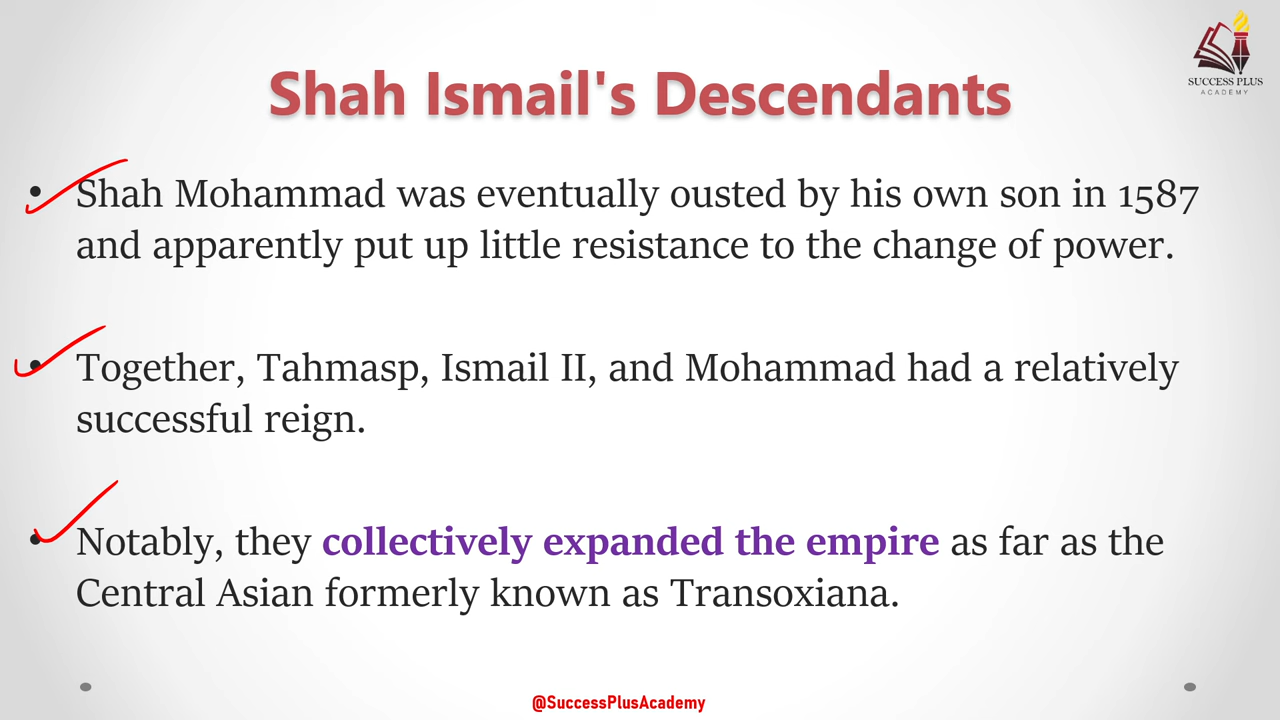 SUCCESS PLUS
ACADEMY
Shah Ismail's Descendants
• Shah Mohammad was eventually ousted by his own son in 1587
and apparently put up little resistance to the change of power.
• Together, Tahmasp, Ismail II, and Mohammad had a relatively
successful reign.
• Notably, they collectively expanded the empire as far as the
Central Asian formerly known as Transoxiana.
@SuccessPlusAcademy